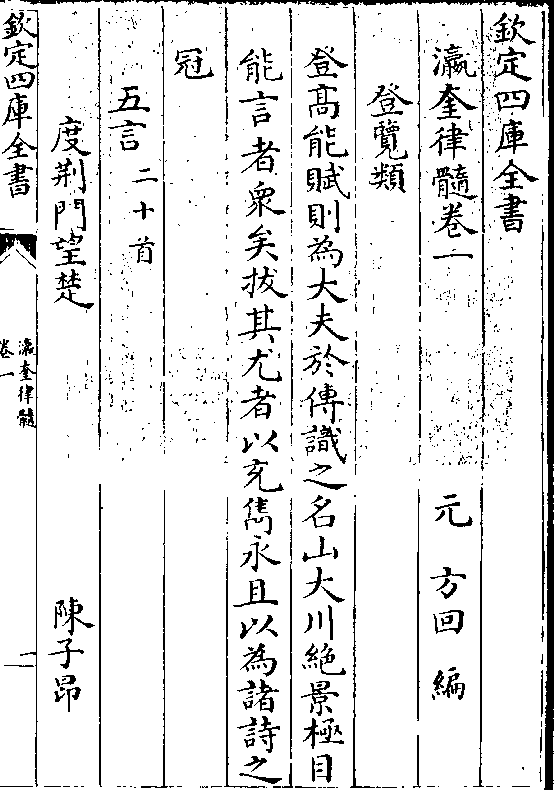 欽定四庫全書
瀛奎律髓卷一　元　方回　編
登覽類
登髙能賦則為大夫於傳識之名山大川絶景極目
能言者衆矣拔其尤者以充雋永且以為諸詩之
冠
五言　二十首
度荆門望楚　陳子昂
欽定四庫全書
瀛奎律髓
卷一
一